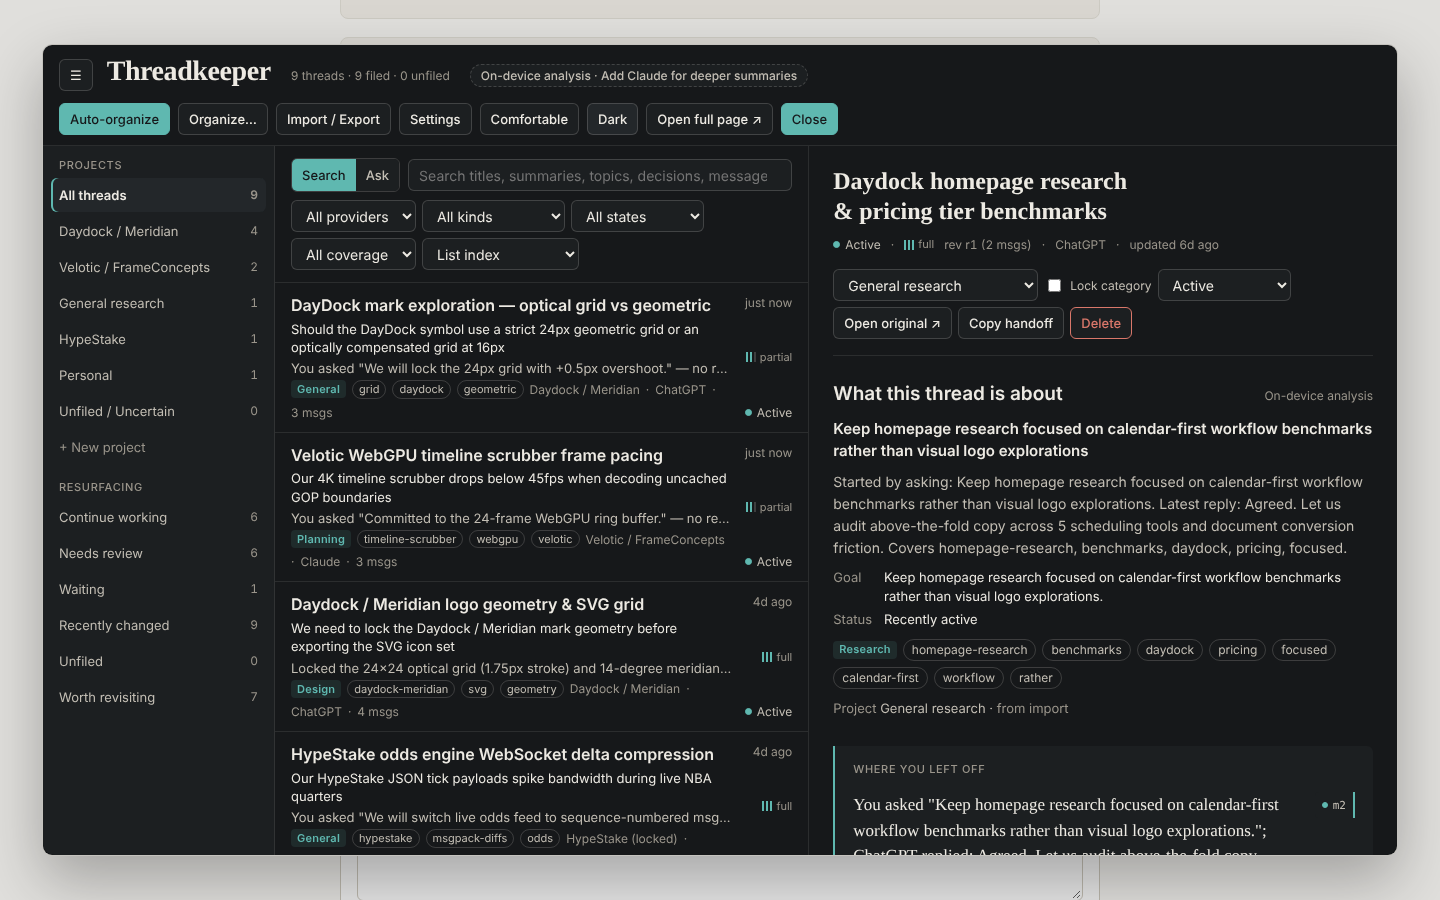 ☰ Threadkeeper 9 threads · 9 filed · 0 unfiled On-device analysis · Add Claude for deeper summaries
Auto-organize Organize... Import / Export Settings Comfortable Dark Open full page ↗ Close
PROJECTS
All threads 9
Daydock / Meridian 4
Velotic / FrameConcepts 2
General research 1
HypeStake 1
Personal 1
Unfiled / Uncertain 0
+ New project
RESURFACING
Continue working 6
Needs review 6
Waiting 1
Recently changed 9
Unfiled 0
Worth revisiting 7
Search Ask Search titles, summaries, topics, decisions, message
All providers All kinds All states
All coverage List index
DayDock mark exploration — optical grid vs geometric just now
Should the DayDock symbol use a strict 24px geometric grid or an
optically compensated grid at 16px
partial
You asked "We will lock the 24px grid with +0.5px overshoot." — no r...
General grid daydock geometric Daydock / Meridian · ChatGPT ·
3 msgs Active
Velotic WebGPU timeline scrubber frame pacing just now
Our 4K timeline scrubber drops below 45fps when decoding uncached
GOP boundaries
partial
You asked "Committed to the 24-frame WebGPU ring buffer." — no re...
Planning timeline-scrubber webgpu velotic Velotic / FrameConcepts
· Claude · 3 msgs Active
Daydock / Meridian logo geometry & SVG grid 4d ago
We need to lock the Daydock / Meridian mark geometry before
exporting the SVG icon set
full
Locked the 24×24 optical grid (1.75px stroke) and 14-degree meridian...
Design daydock-meridian svg geometry Daydock / Meridian ·
ChatGPT · 4 msgs Active
HypeStake odds engine WebSocket delta compression 4d ago
Our HypeStake JSON tick payloads spike bandwidth during live NBA
quarters
full
You asked "We will switch live odds feed to sequence-numbered msg...
General hypestake msgpack-diffs odds HypeStake (locked) ·
Daydock homepage research
& pricing tier benchmarks
Active · full rev r1 (2 msgs) · ChatGPT · updated 6d ago
General research Lock category Active
Open original ↗ Copy handoff Delete
What this thread is about On-device analysis
Keep homepage research focused on calendar-first workflow benchmarks
rather than visual logo explorations
Started by asking: Keep homepage research focused on calendar-first workflow
benchmarks rather than visual logo explorations. Latest reply: Agreed. Let us
audit above-the-fold copy across 5 scheduling tools and document conversion
friction. Covers homepage-research, benchmarks, daydock, pricing, focused.
Goal Keep homepage research focused on calendar-first workflow benchmarks
rather than visual logo explorations.
Status Recently active
Research homepage-research benchmarks daydock pricing focused
calendar-first workflow rather
Project General research · from import
WHERE YOU LEFT OFF
You asked "Keep homepage research focused on calendar-first m2
workflow benchmarks rather than visual logo explorations.";
ChatGPT replied: Agreed. Let us audit above-the-fold copy